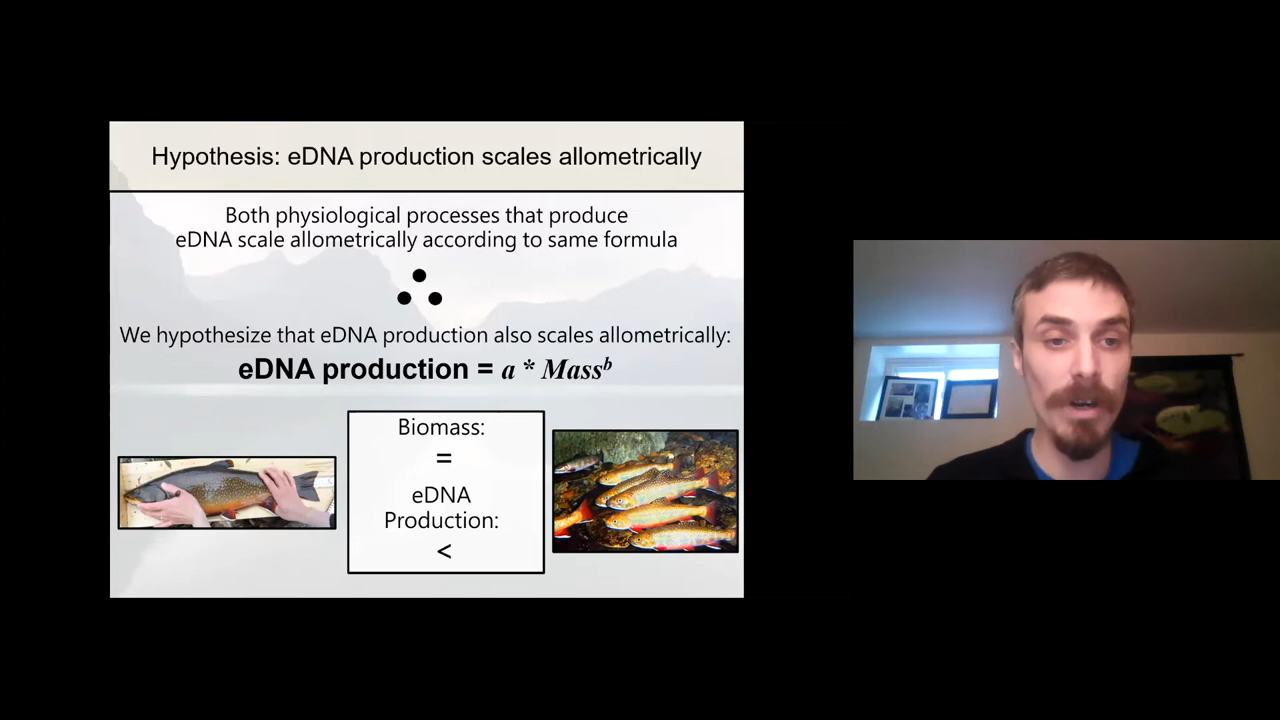 Hypothesis: eDNA production scales allometrically
Both physiological processes that produce
eDNA scale allometrically according to same formula
We hypothesize that eDNA production also scales allometrically:
eDNA production = a * Massᵇ
Biomass:
=
eDNA
Production:
<